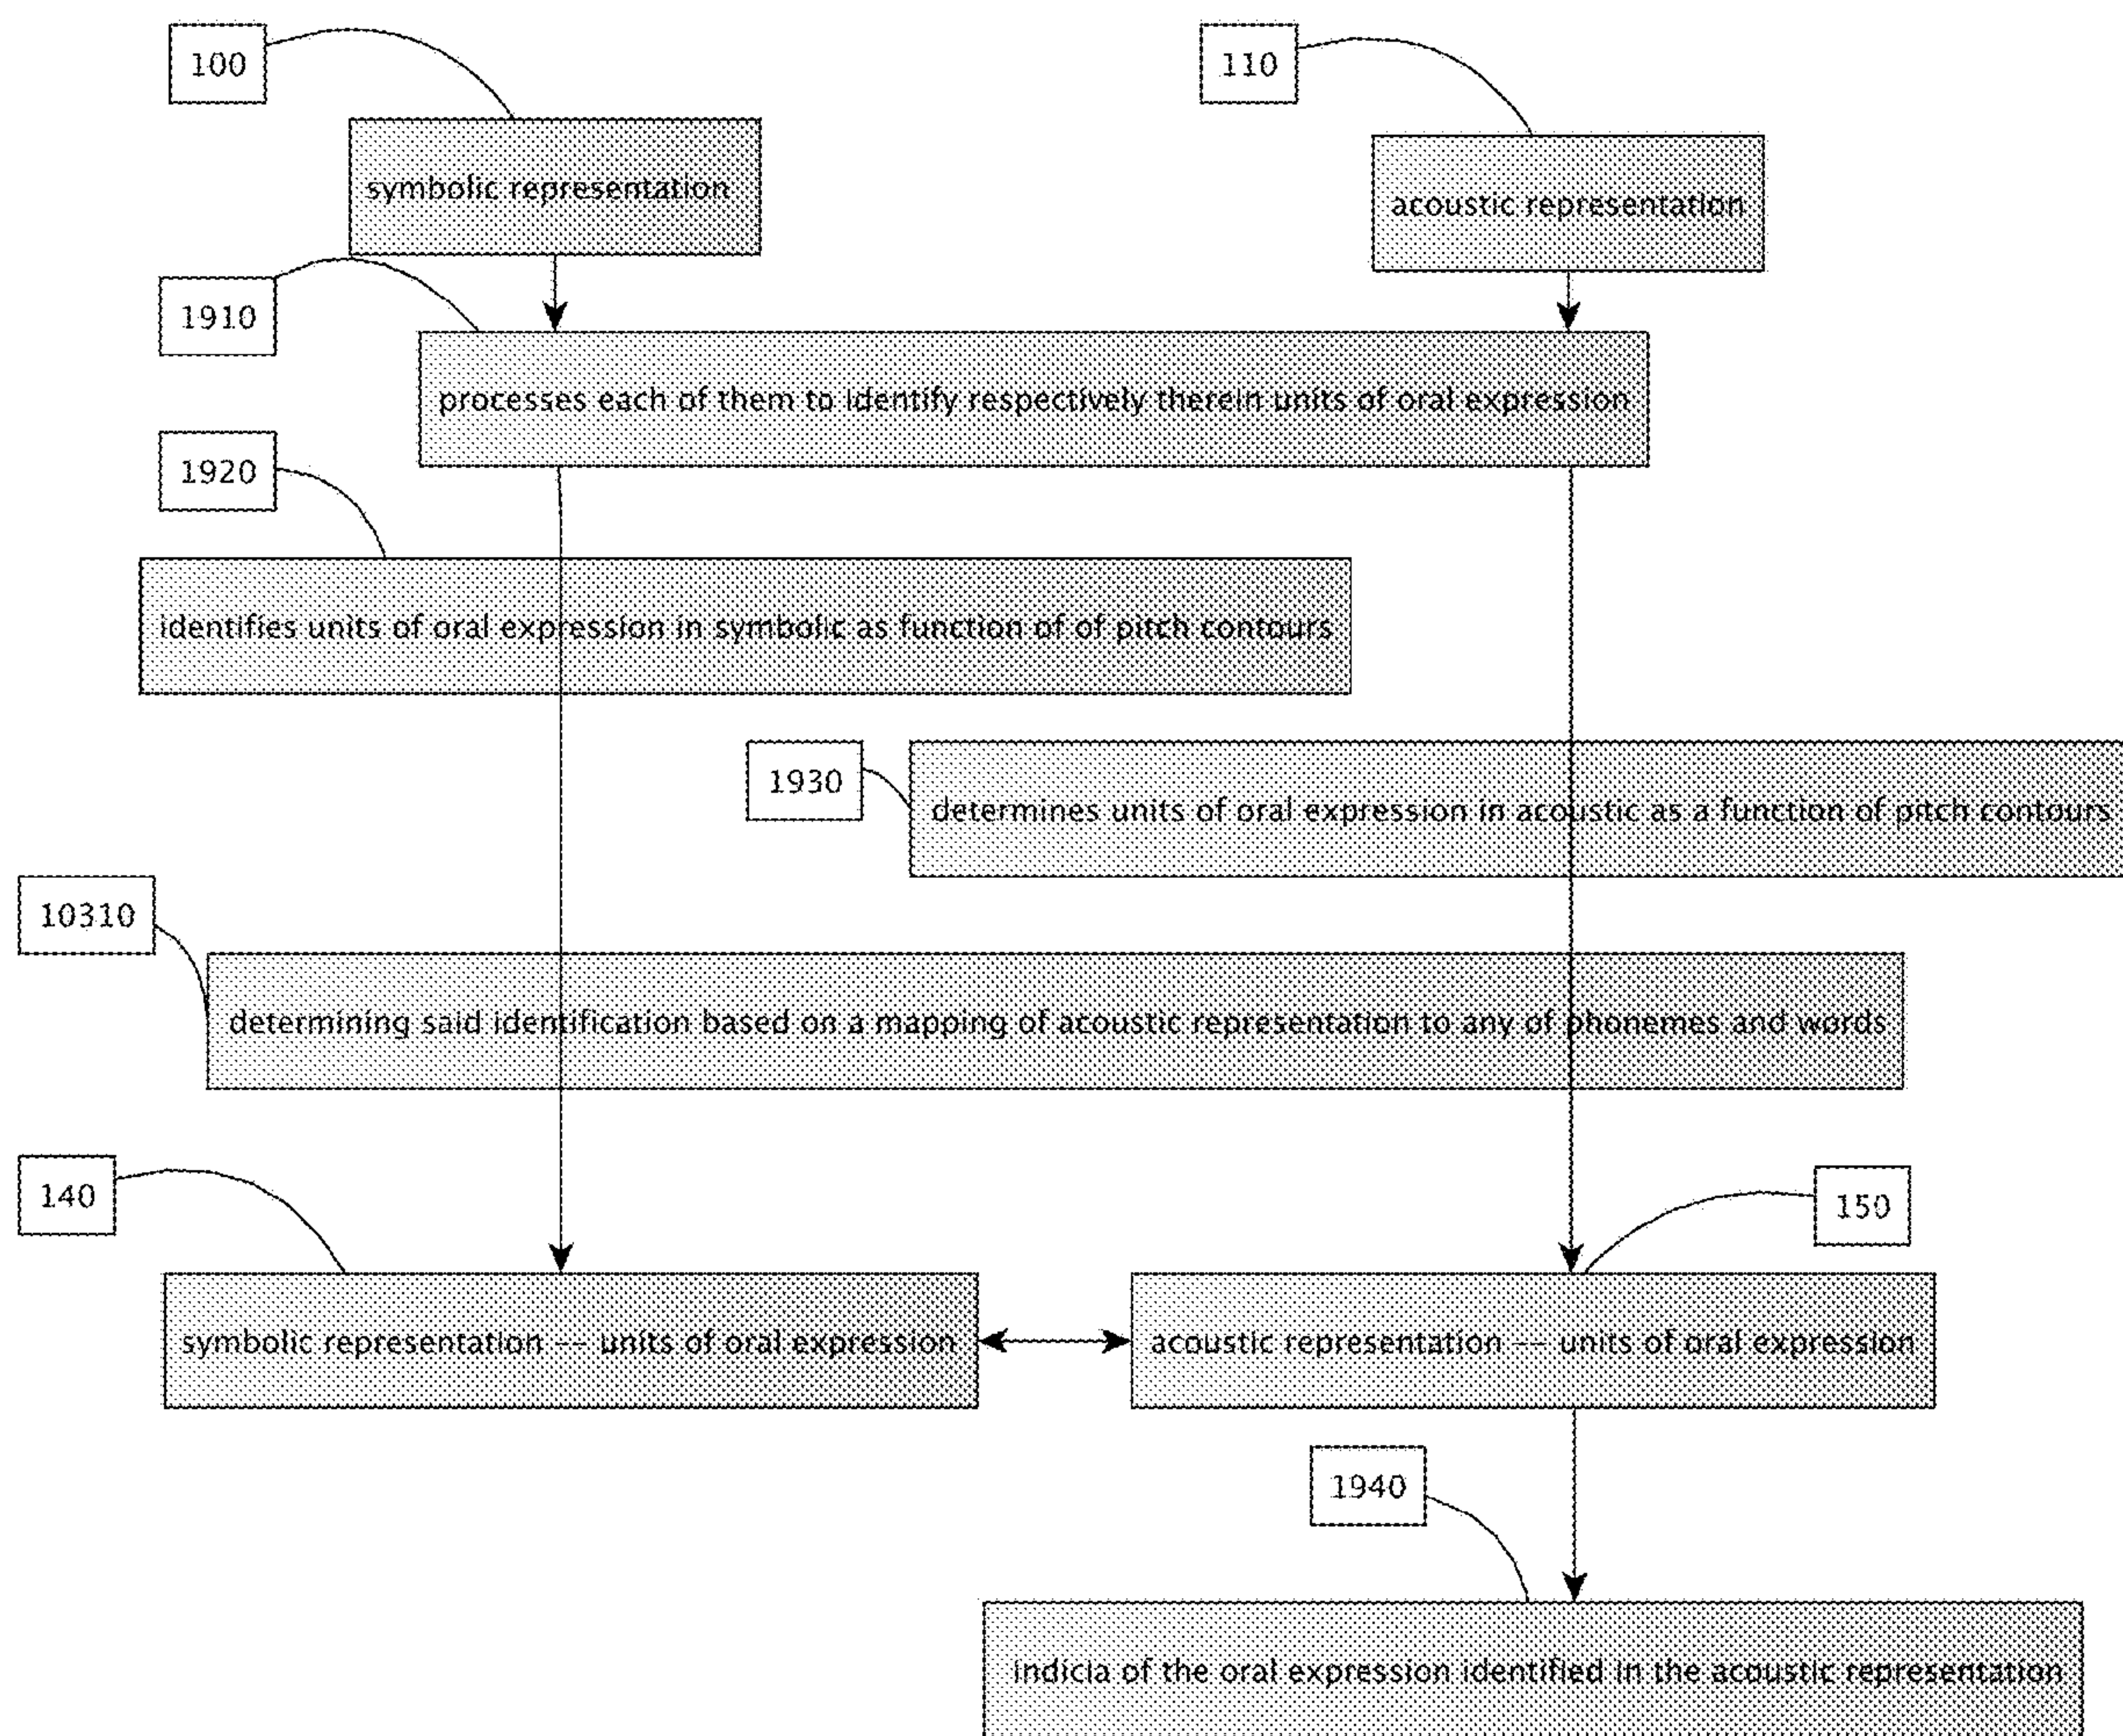 100
110
symbolic representation
acoustic representation
1910
processes each of them to identify respectively therein units of oral expression
1920
identifies units of oral expression in symbolic as function of of pitch contours
1930
determines units of oral expression in acoustic as a function of pitch contours
10310
determining said identification based on a mapping of acoustic representation to any of phonemes and words
140
150
symbolic representation -- units of oral expression
acoustic representation -- units of oral expression
1940
indicia of the oral expression identified in the acoustic representation